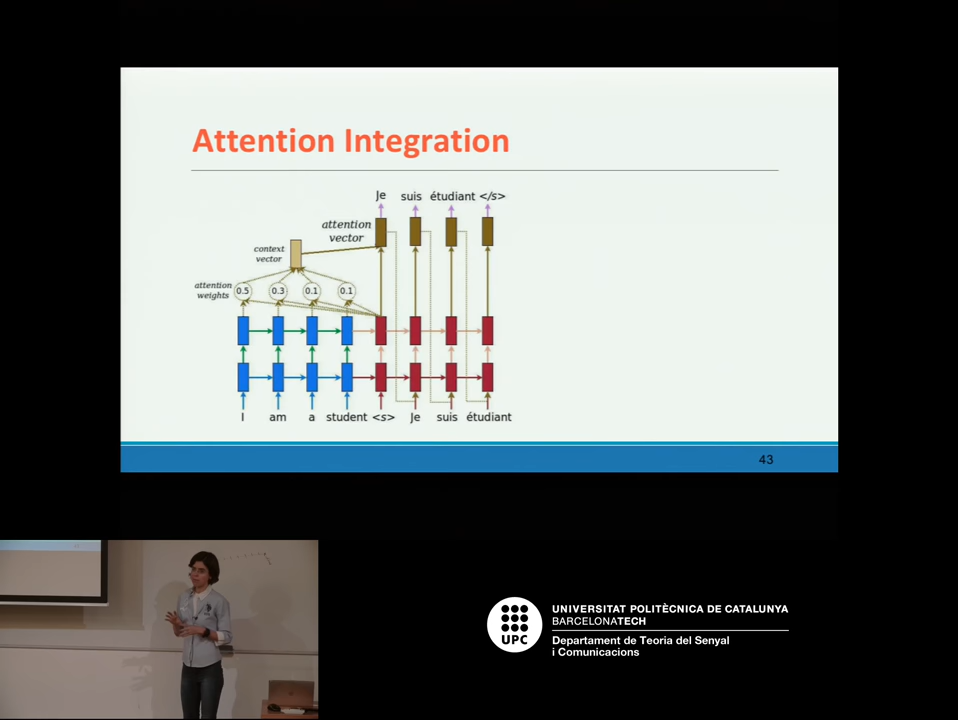 Attention Integration
Je suis étudiant </s>
attention
vector
context
vector
attention
weights
0.5 0.3 0.1 0.1
I am a student <s> Je suis étudiant
43
UPC
UNIVERSITAT POLITÈCNICA DE CATALUNYA
BARCELONATECH
Departament de Teoria del Senyal
i Comunicacions